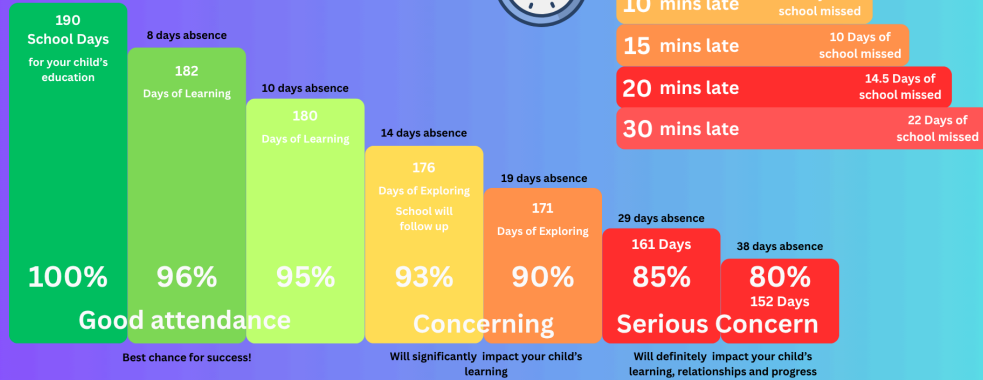 190
School Days
for your child's
education
100%
8 days absence
182
Days of Learning
96%
10 days absence
180
Days of Learning
95%
Good attendance
Best chance for success!
14 days absence
176
Days of Exploring
School will
follow up
93%
19 days absence
171
Days of Exploring
90%
Concerning
Will significantly impact your child's
learning
29 days absence
161 Days
85%
38 days absence
80%
152 Days
Serious Concern
Will definitely impact your child's
learning, relationships and progress
10 mins late
school missed
15 mins late
10 Days of
school missed
20 mins late
14.5 Days of
school missed
30 mins late
22 Days of
school missed